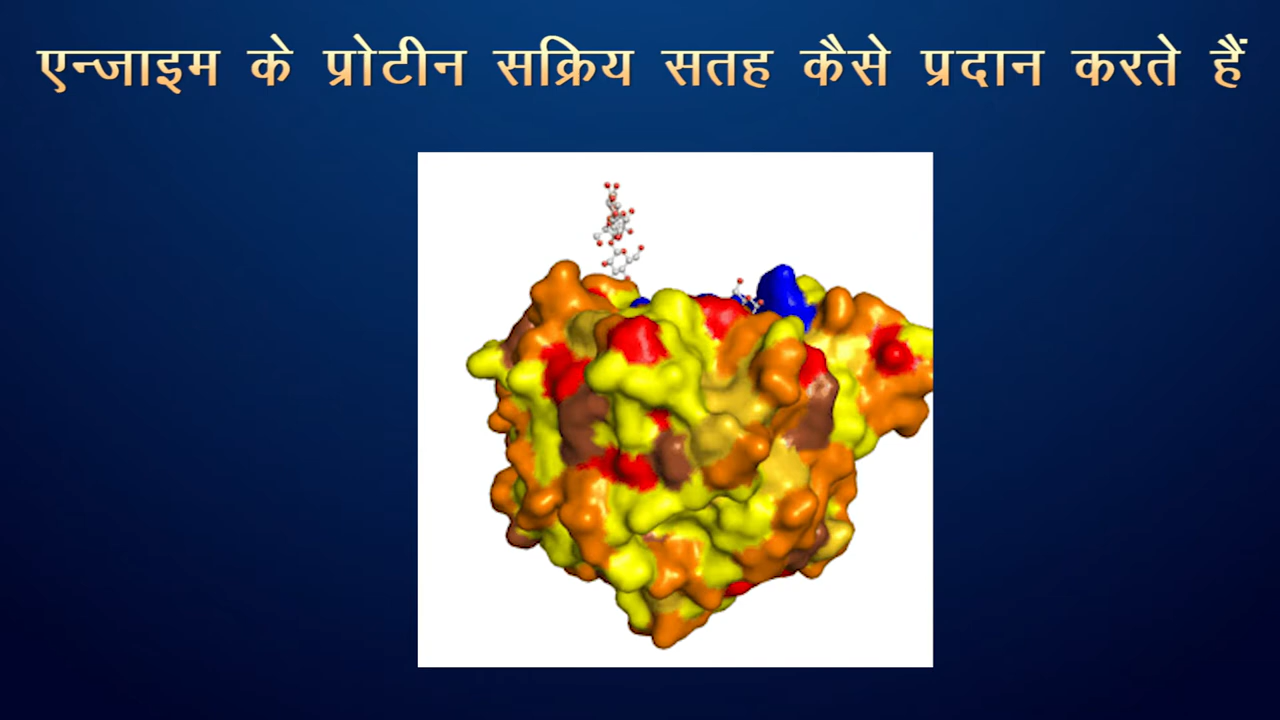 एन्जाइम के प्रोटीन सक्रिय सतह कैसे प्रदान करते हैं